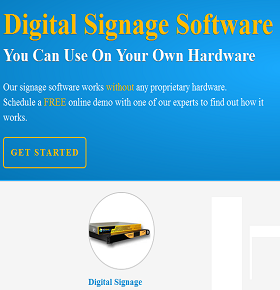 Digital Signage Software
You Can Use On Your Own Hardware
Our signage software works without any proprietary hardware.
Schedule a FREE online demo with one of our experts to find out how it
works.
GET STARTED
Digital Signage